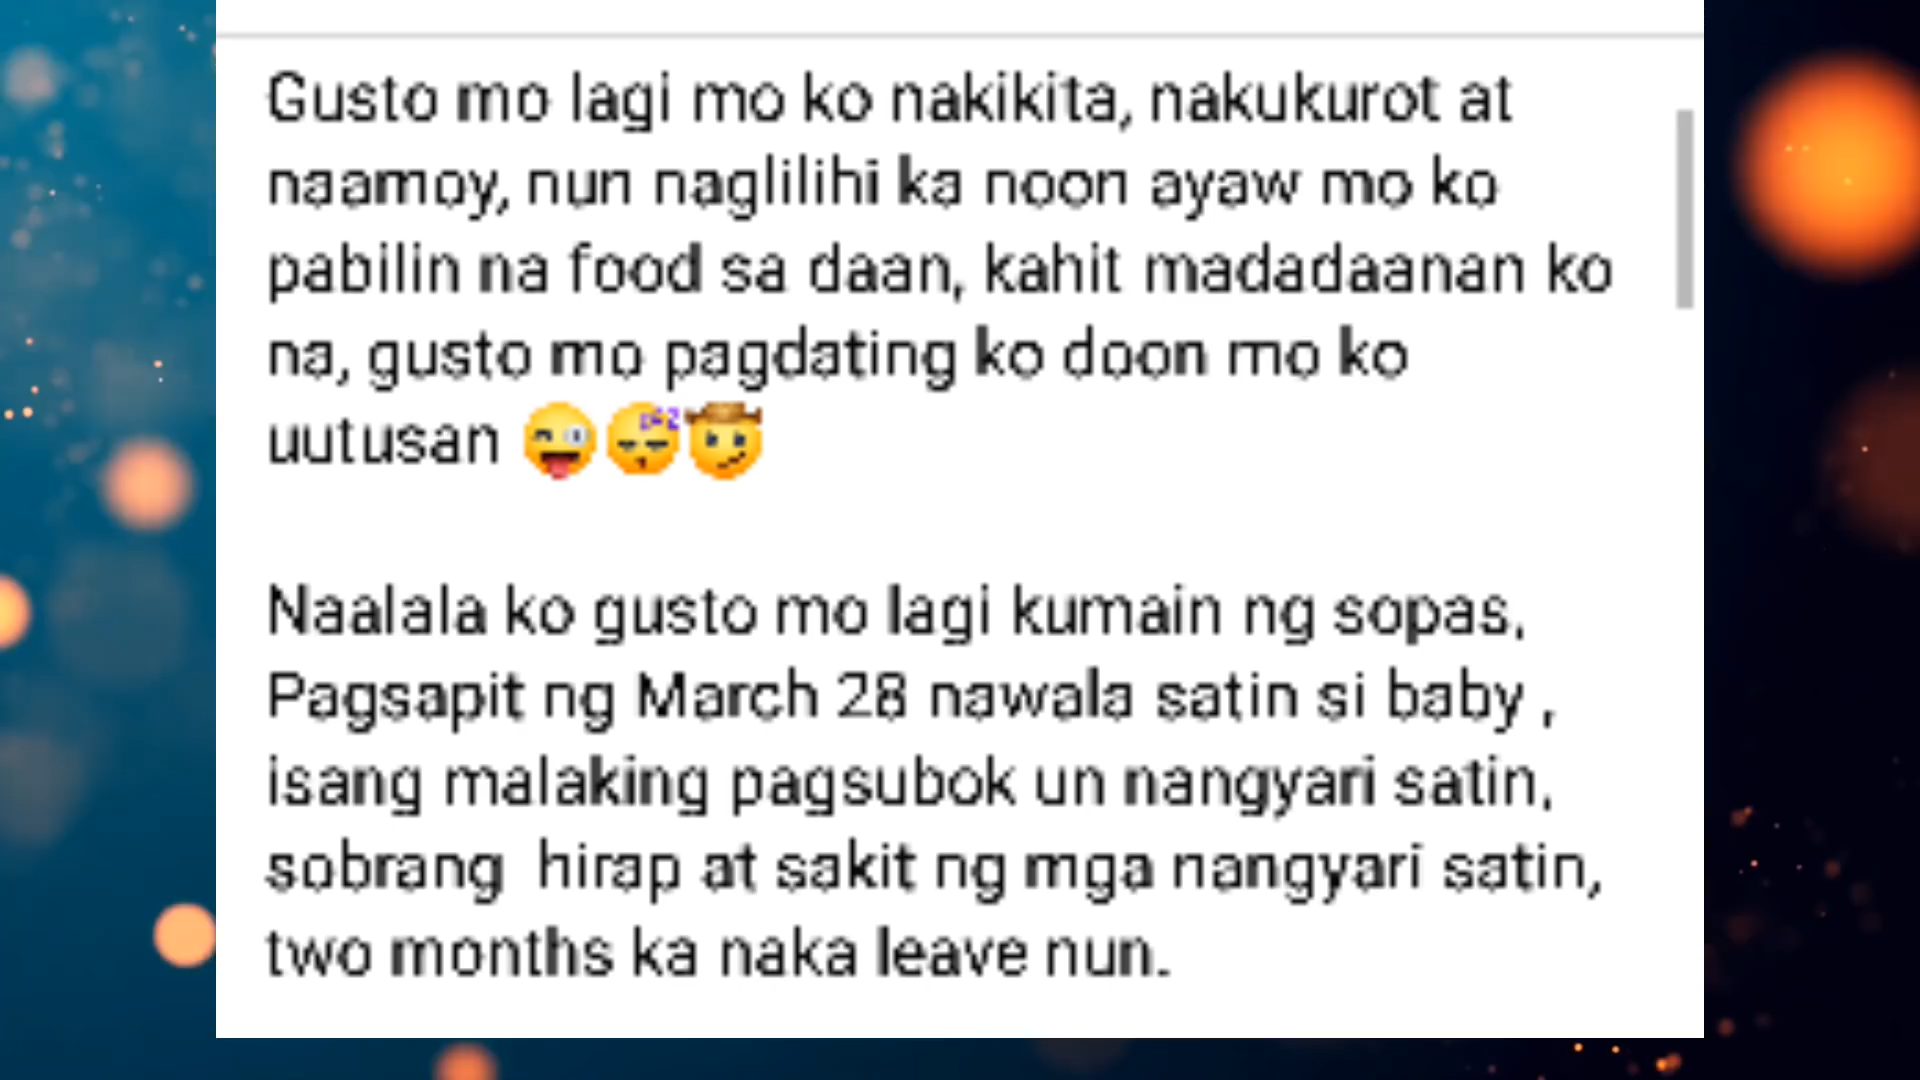 Gusto mo lagi mo ko nakikita, nakukurot at
naamoy, nun naglilihi ka noon ayaw mo ko
pabilin na food sa daan, kahit madadaanan ko
na, gusto mo pagdating ko doon mo ko
uutusan 😜😴🤠
Naalala ko gusto mo lagi kumain ng sopas,
Pagsapit ng March 28 nawala satin si baby ,
isang malaking pagsubok un nangyari satin,
sobrang  hirap at sakit ng mga nangyari satin,
two months ka naka leave nun.